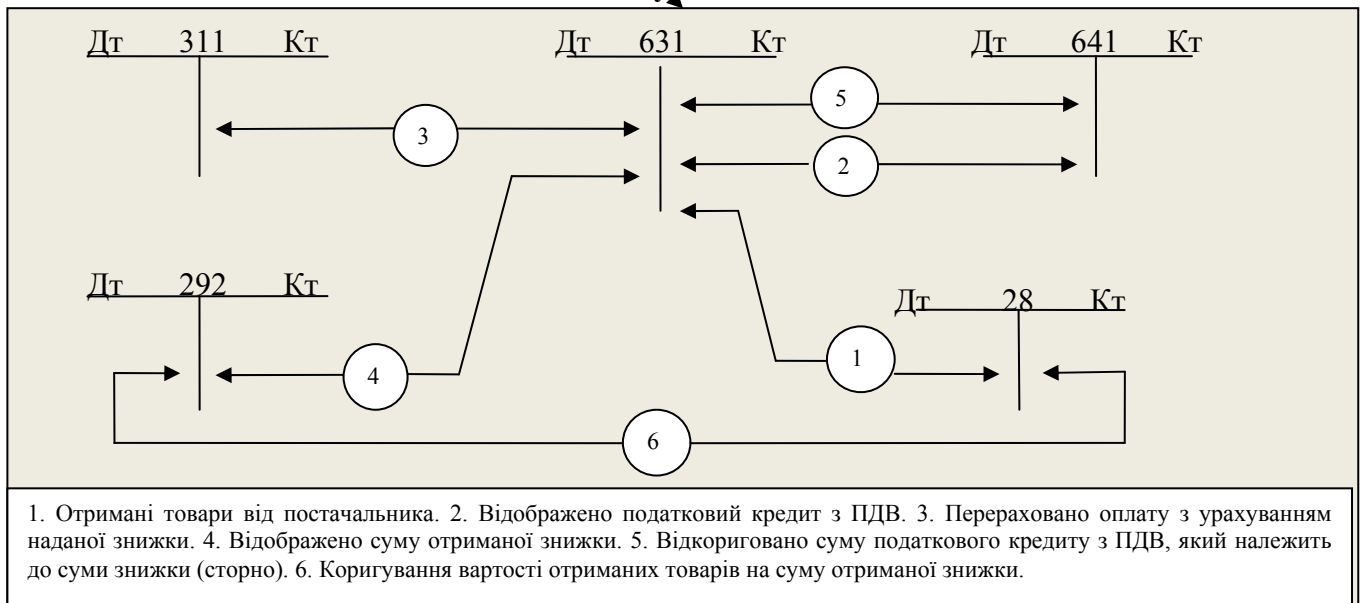 Дт 311 Кт
Дт 631 Кт
Дт 641 Кт
5
3
2
Дт 292 Кт
Дт 28 Кт
1
4
6
1. Отримані товари від постачальника. 2. Відображено податковий кредит з ПДВ. 3. Перераховано оплату з урахуванням
наданої знижки. 4. Відображено суму отриманої знижки. 5. Відкориговано суму податкового кредиту з ПДВ, який належить
до суми знижки (сторно). 6. Коригування вартості отриманих товарів на суму отриманої знижки.